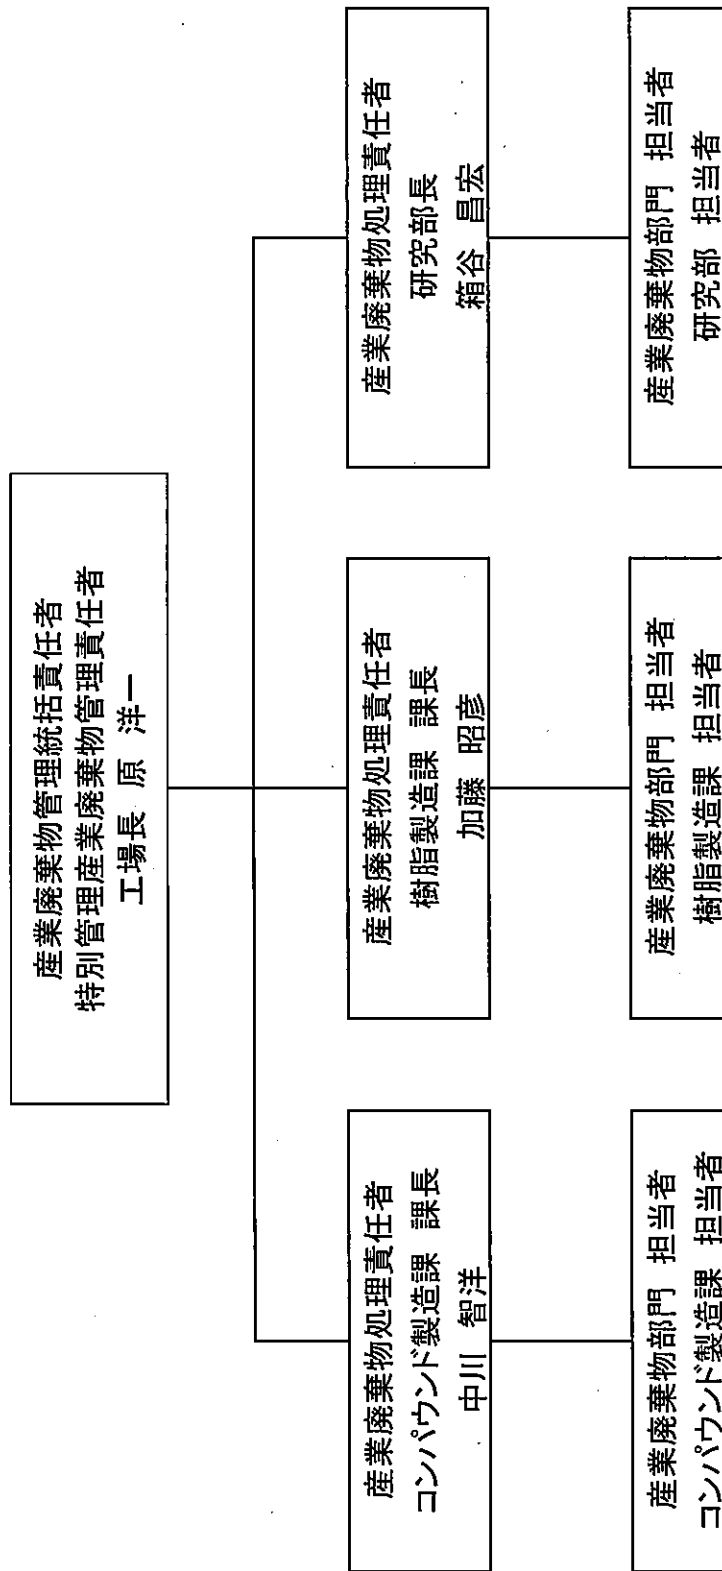 産業廃棄物管理統括責任者
特別管理産業廃棄物管理責任者
工場長 原 洋一
産業廃棄物処理責任者
コンパウンド製造課 課長
中川 智洋
産業廃棄物処理責任者
樹脂製造課 課長
加藤 昭彦
産業廃棄物処理責任者
研究部長
箱谷 昌宏
産業廃棄物部門 担当者
コンパウンド製造課 担当者
産業廃棄物部門 担当者
樹脂製造課 担当者
産業廃棄物部門 担当者
研究部 担当者